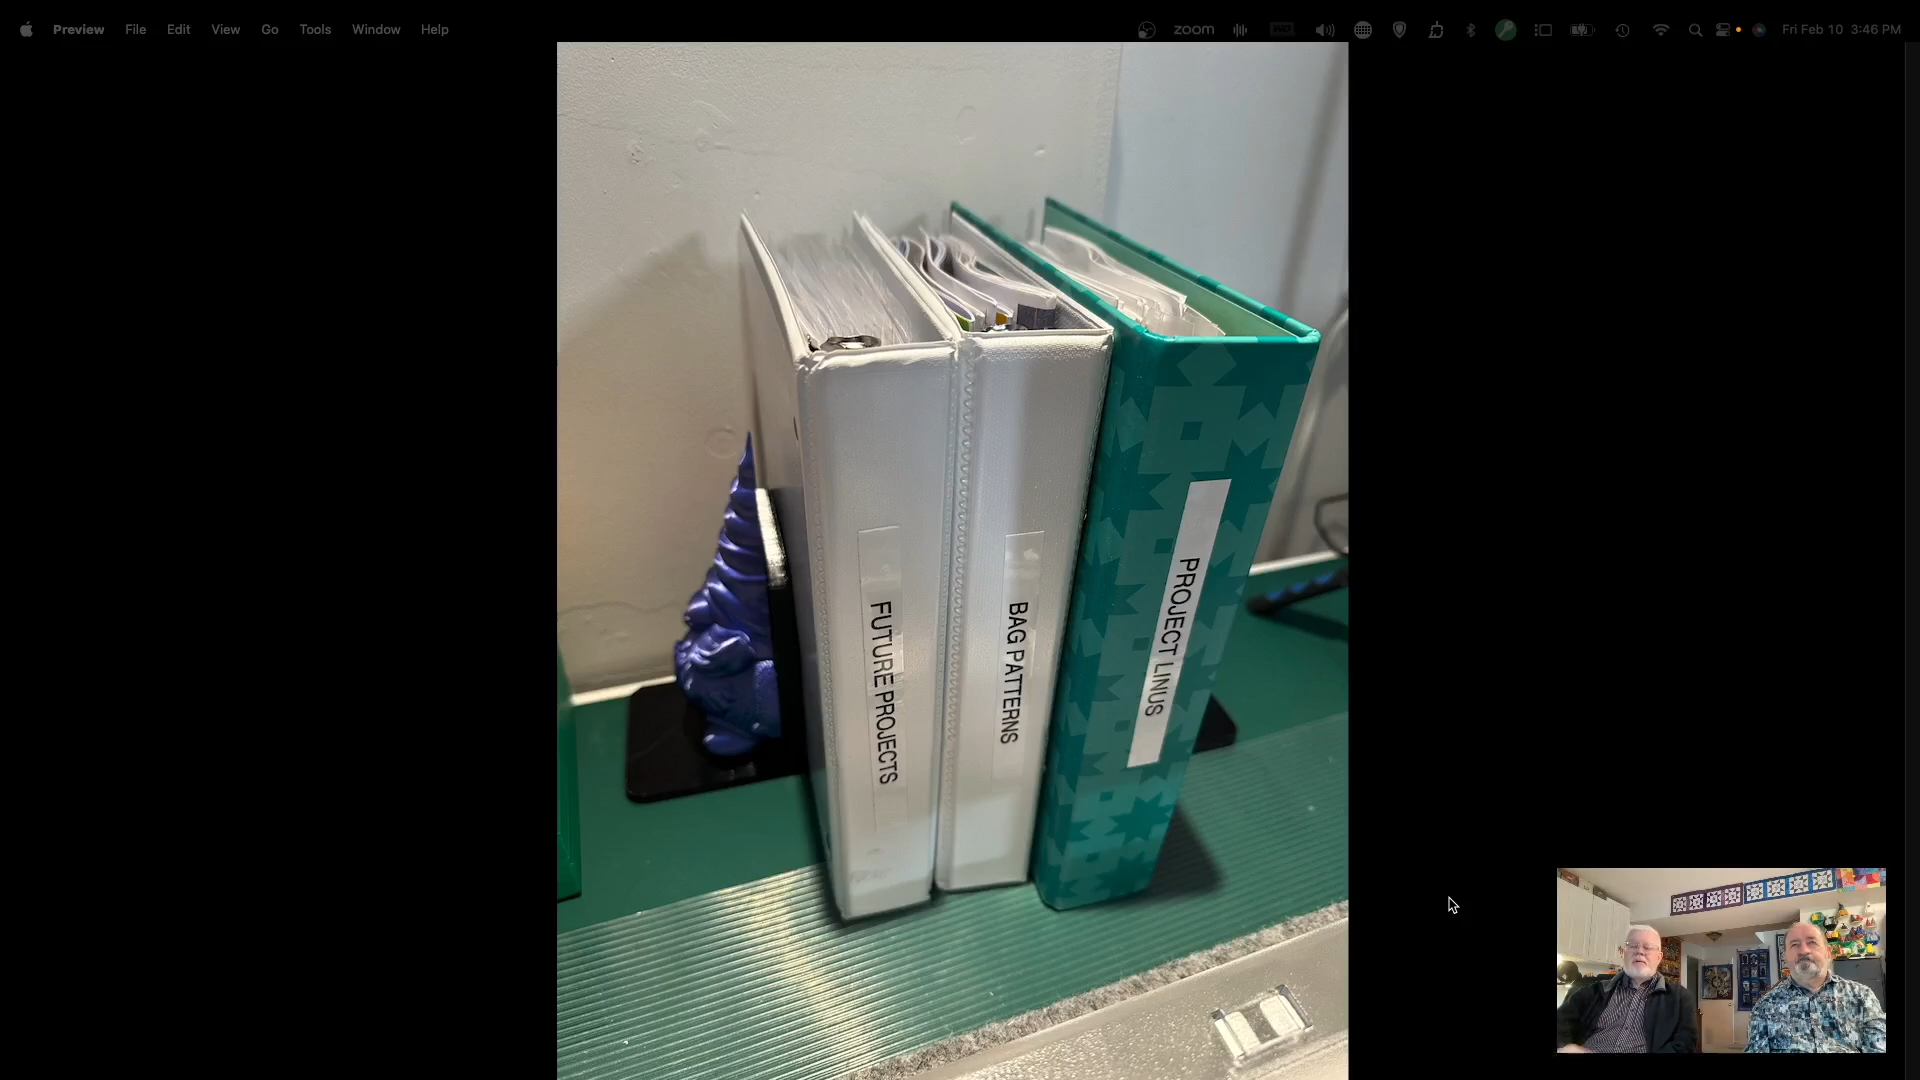 Preview File Edit View Go Tools Window Help
zoom
Fri Feb 10 3:46 PM
FUTURE PROJECTS
BAG PATTERNS
PROJECT LINUS